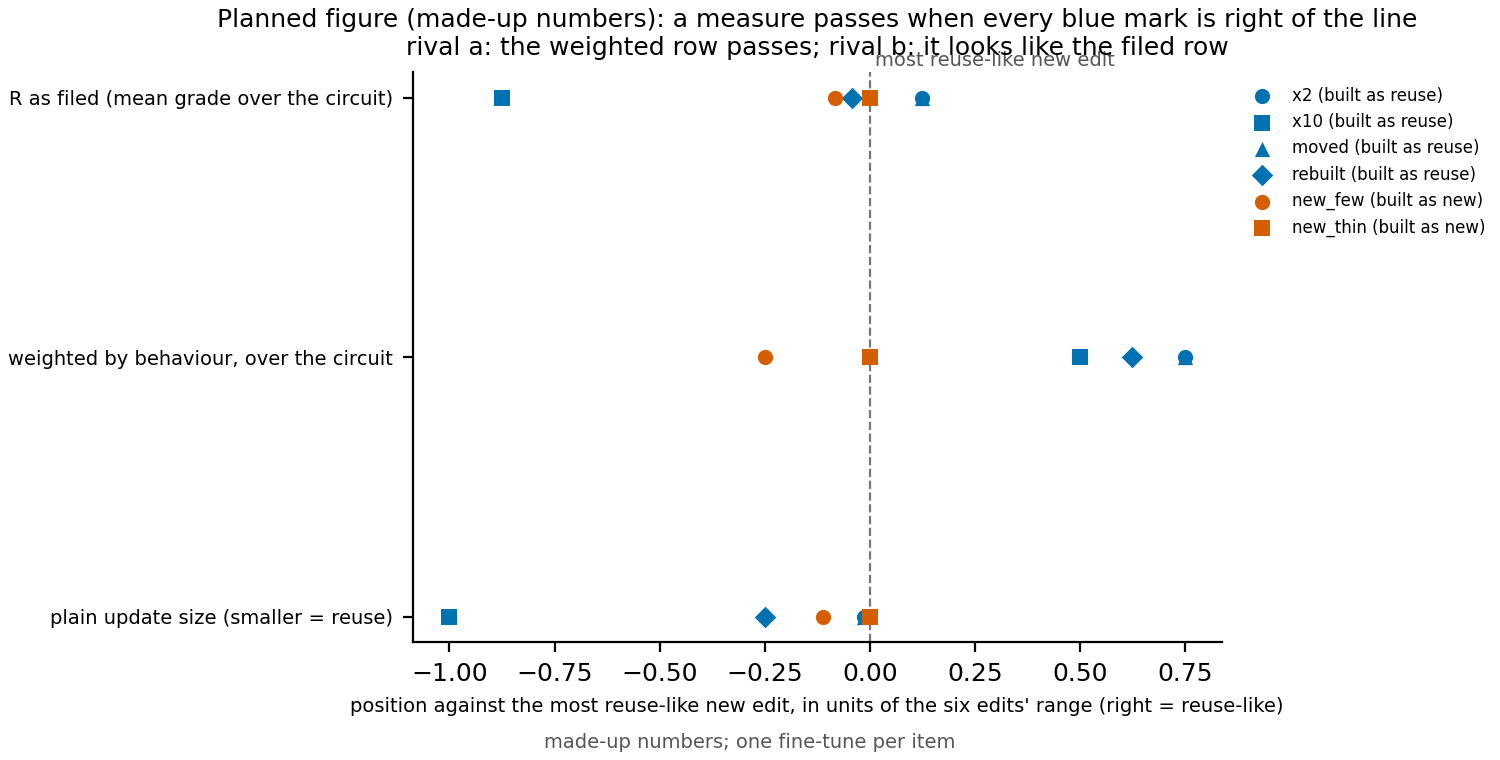 Planned figure (made-up numbers): a measure passes when every blue mark is right of the line
rival a: the weighted row passes; rival b: it looks like the filed row
most reuse-like new edit
R as filed (mean grade over the circuit)
weighted by behaviour, over the circuit
plain update size (smaller = reuse)
x2 (built as reuse)
x10 (built as reuse)
moved (built as reuse)
rebuilt (built as reuse)
new_few (built as new)
new_thin (built as new)
−1.00 −0.75 −0.50 −0.25 0.00 0.25 0.50 0.75
position against the most reuse-like new edit, in units of the six edits' range (right = reuse-like)
made-up numbers; one fine-tune per item